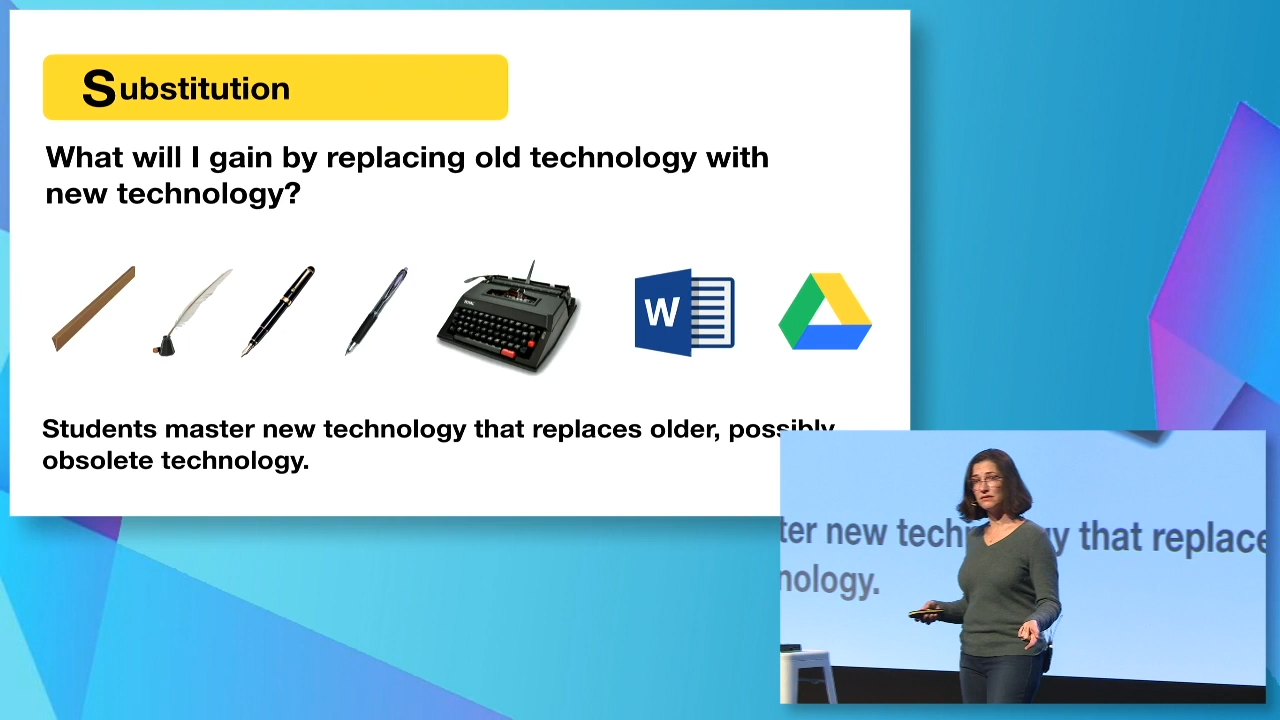 Substitution
What will I gain by replacing old technology with
new technology?
W
Students master new technology that replaces older, possibly
obsolete technology.
ter new techn y that replace
nology.